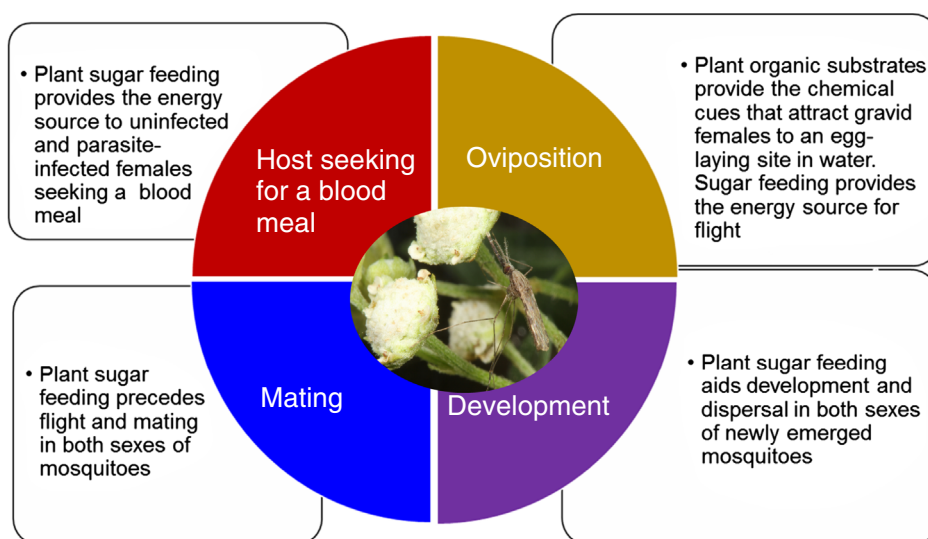 • Plant sugar feeding
provides the energy
source to uninfected
and parasite-
infected females
seeking a blood
meal
Host seeking
for a blood
meal
Oviposition
• Plant organic substrates
provide the chemical
cues that attract gravid
females to an egg-
laying site in water.
Sugar feeding provides
the energy source for
flight
• Plant sugar
feeding precedes
flight and mating
in both sexes of
mosquitoes
Mating
Development
• Plant sugar feeding
aids development and
dispersal in both sexes
of newly emerged
mosquitoes